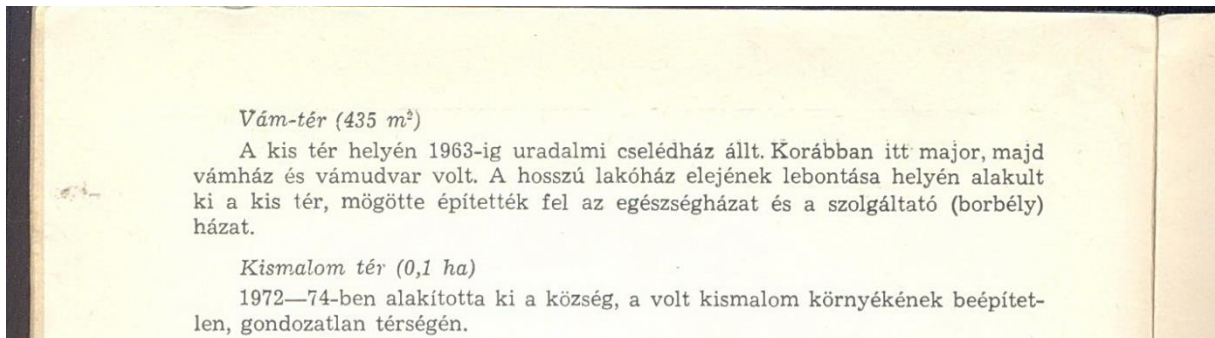 Vám-tér (435 m²)
A kis tér helyén 1963-ig uradalmi cselédház állt. Korábban itt major, majd
vámház és vámudvar volt. A hosszú lakóház elejének lebontása helyén alakult
ki a kis tér, mögötte építették fel az egészségházat és a szolgáltató (borbély)
házat.
Kismalom tér (0,1 ha)
1972—74-ben alakította ki a község, a volt kismalom környékének beépítet-
len, gondozatlan térségén.